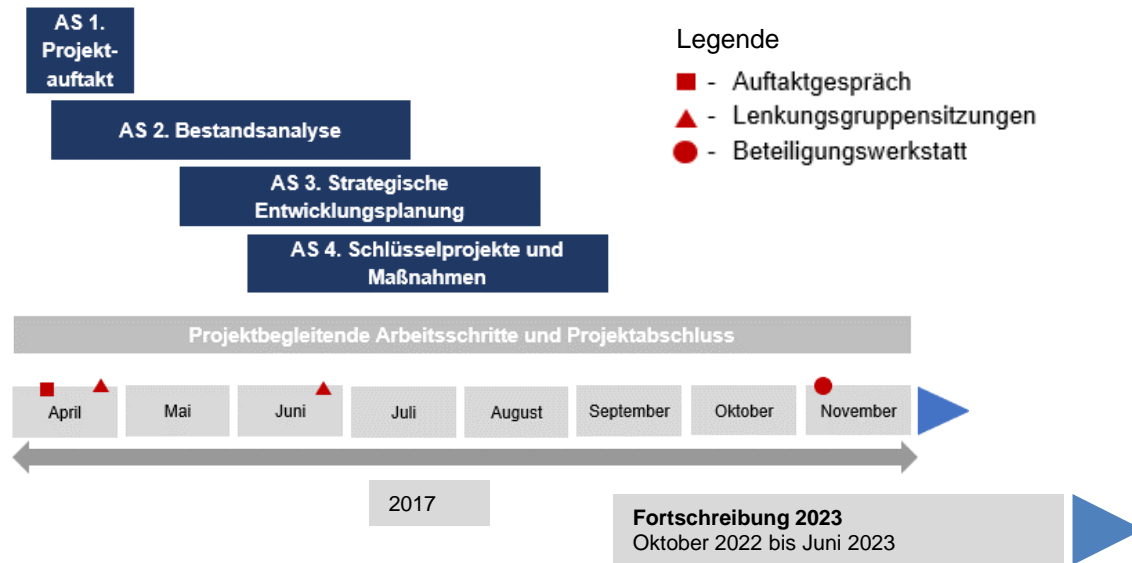 AS 1.
Projekt-
auftakt
AS 2. Bestandsanalyse
AS 3. Strategische
Entwicklungsplanung
AS 4. Schlüsselprojekte und
Maßnahmen
Legende
- Auftaktgespräch
- Lenkungsgruppensitzungen
- Beteiligungswerkstatt
Projektbegleitende Arbeitsschritte und Projektabschluss
April Mai Juni Juli August September Oktober November
2017
Fortschreibung 2023
Oktober 2022 bis Juni 2023